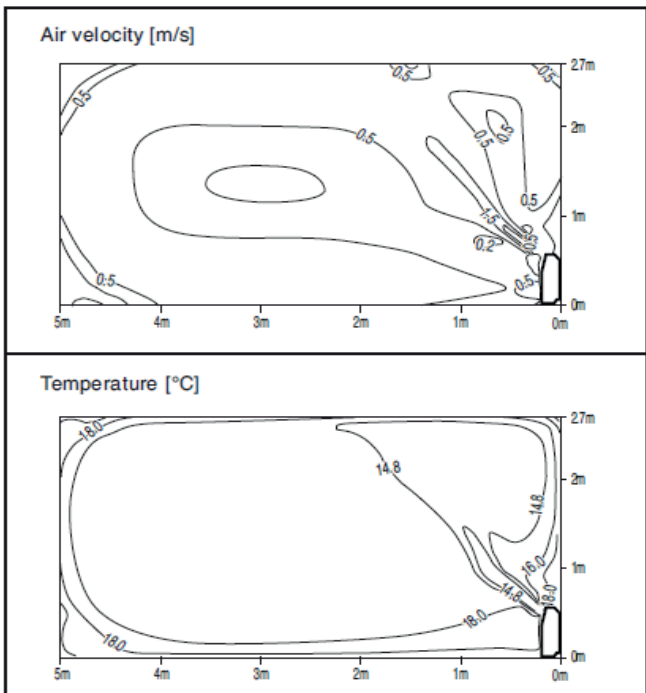 Air velocity [m/s]
0.5 0.5 2.7m
0.5
0.5 0.5 2m
0.5
1.5 0.5 1m
0.2 0.5
0.5 0.5 0m
5m 4m 3m 2m 1m 0m
Temperature [°C]
18.0 2.7m
14.8 2m
14.8
16.0 1m
14.8 18.0
18.0 18.0 0m
5m 4m 3m 2m 1m 0m